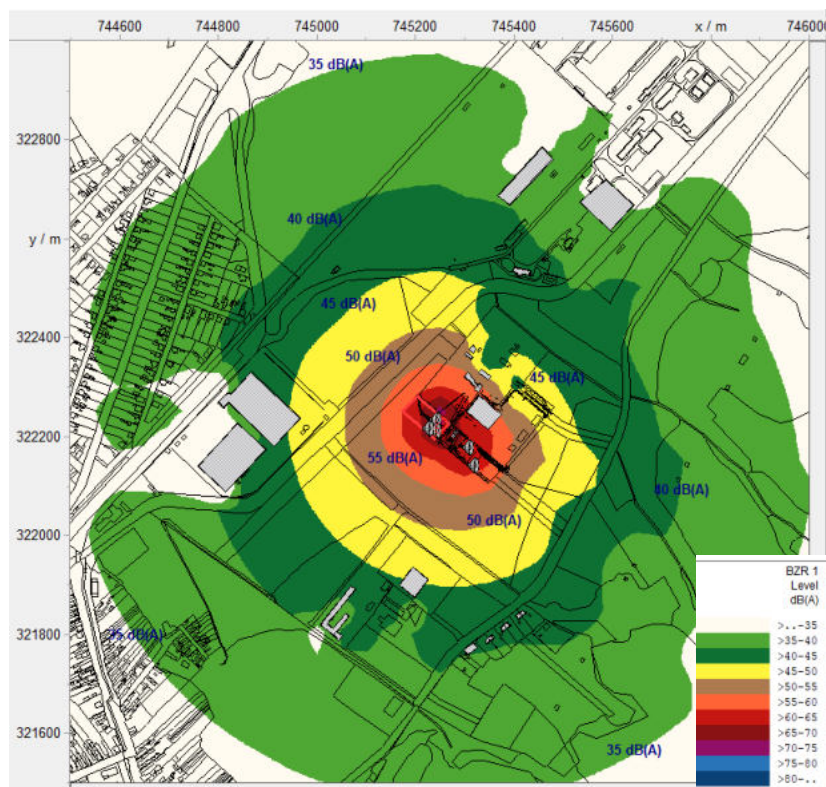 744600 744800 745000 745200 745400 745600 x / m 746000
35 dB(A)
322800
40 dB(A)
y / m
45 dB(A)
322400
50 dB(A)
45 dB(A)
322200
55 dB(A)
40 dB(A)
50 dB(A)
322000
BZR 1
Level
dB(A)
>..-35
35 dB(A)
321800
>35-40
>40-45
>45-50
>50-55
>55-60
>60-65
321600
>65-70
35 dB(A)
>70-75
>75-80
>80-..